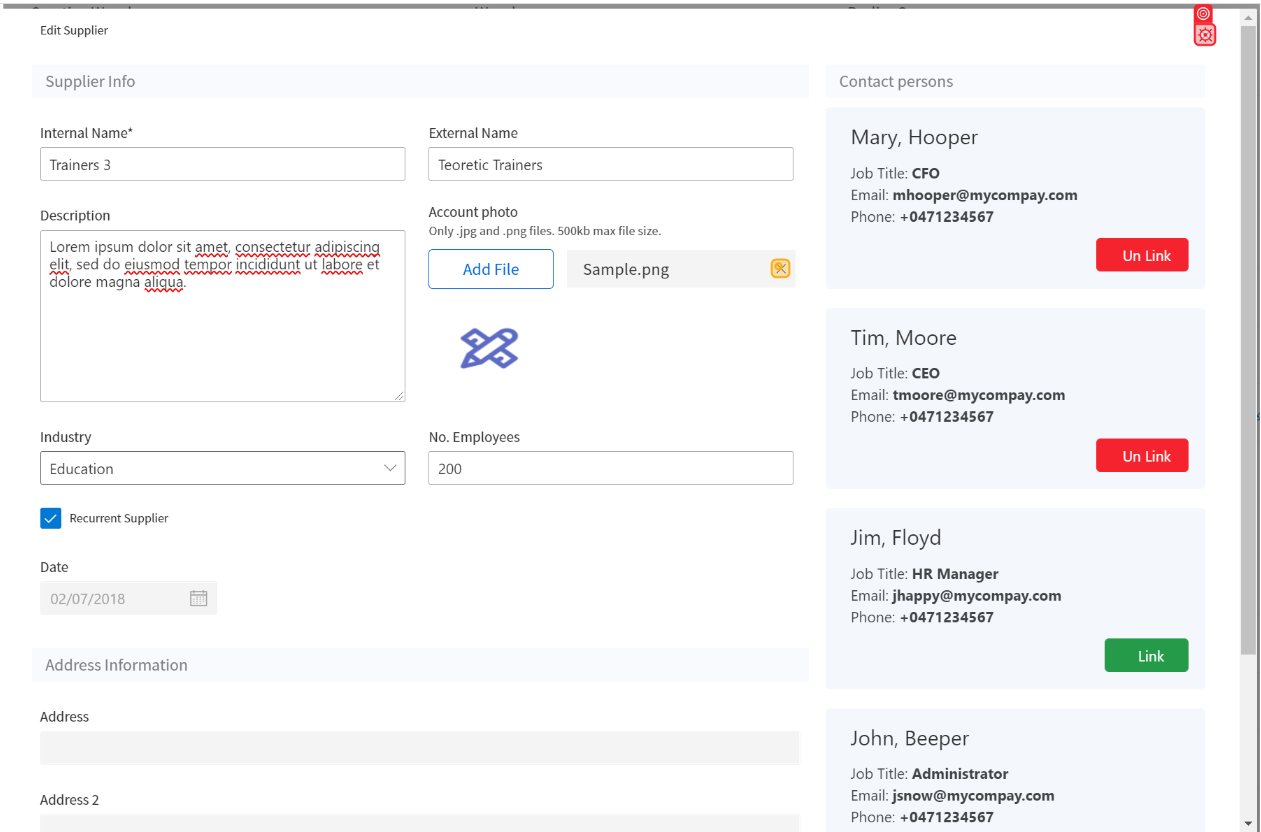 Edit Supplier
Supplier Info
Internal Name*
Trainers 3
External Name
Teoretic Trainers
Description
Lorem ipsum dolor sit amet, consectetur adipiscing
elit, sed do eiusmod tempor incididunt ut labore et
dolore magna aliqua.
Account photo
Only .jpg and .png files. 500kb max file size.
Add File
Sample.png
Industry
Education
No. Employees
200
Recurrent Supplier
Date
02/07/2018
Address Information
Address
Address 2
Contact persons
Mary, Hooper
Job Title: CFO
Email: mhooper@mycompay.com
Phone: +0471234567
Un Link
Tim, Moore
Job Title: CEO
Email: tmoore@mycompay.com
Phone: +0471234567
Un Link
Jim, Floyd
Job Title: HR Manager
Email: jhappy@mycompay.com
Phone: +0471234567
Link
John, Beeper
Job Title: Administrator
Email: jsnow@mycompay.com
Phone: +0471234567